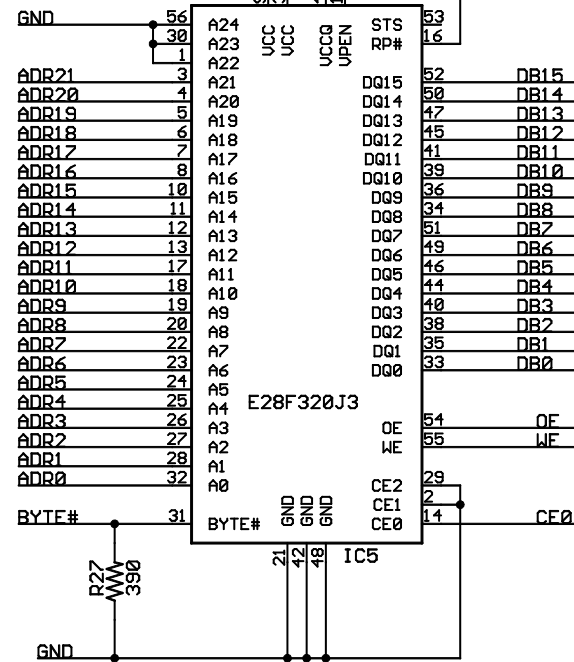 GND 56 A24 VCC VCC VCCQ VPEN STS 53
30 A23 RP# 16
1 A22
ADR21 3 A21 DQ15 52 DB15
ADR20 4 A20 DQ14 50 DB14
ADR19 5 A19 DQ13 47 DB13
ADR18 6 A18 DQ12 45 DB12
ADR17 7 A17 DQ11 41 DB11
ADR16 8 A16 DQ10 39 DB10
ADR15 10 A15 DQ9 36 DB9
ADR14 11 A14 DQ8 34 DB8
ADR13 12 A13 DQ7 51 DB7
ADR12 13 A12 DQ6 49 DB6
ADR11 17 A11 DQ5 46 DB5
ADR10 18 A10 DQ4 44 DB4
ADR9 19 A9 DQ3 40 DB3
ADR8 20 A8 DQ2 38 DB2
ADR7 22 A7 DQ1 35 DB1
ADR6 23 A6 DQ0 33 DB0
ADR5 24 A5
ADR4 25 A4 E28F320J3
ADR3 26 A3 OE 54 OE
ADR2 27 A2 WE 55 WE
ADR1 28 A1
ADR0 32 A0 CE2 29
CE1 2
BYTE# 31 BYTE# GND GND GND CE0 14 CE0
21 42 48 IC5
R27 390
GND